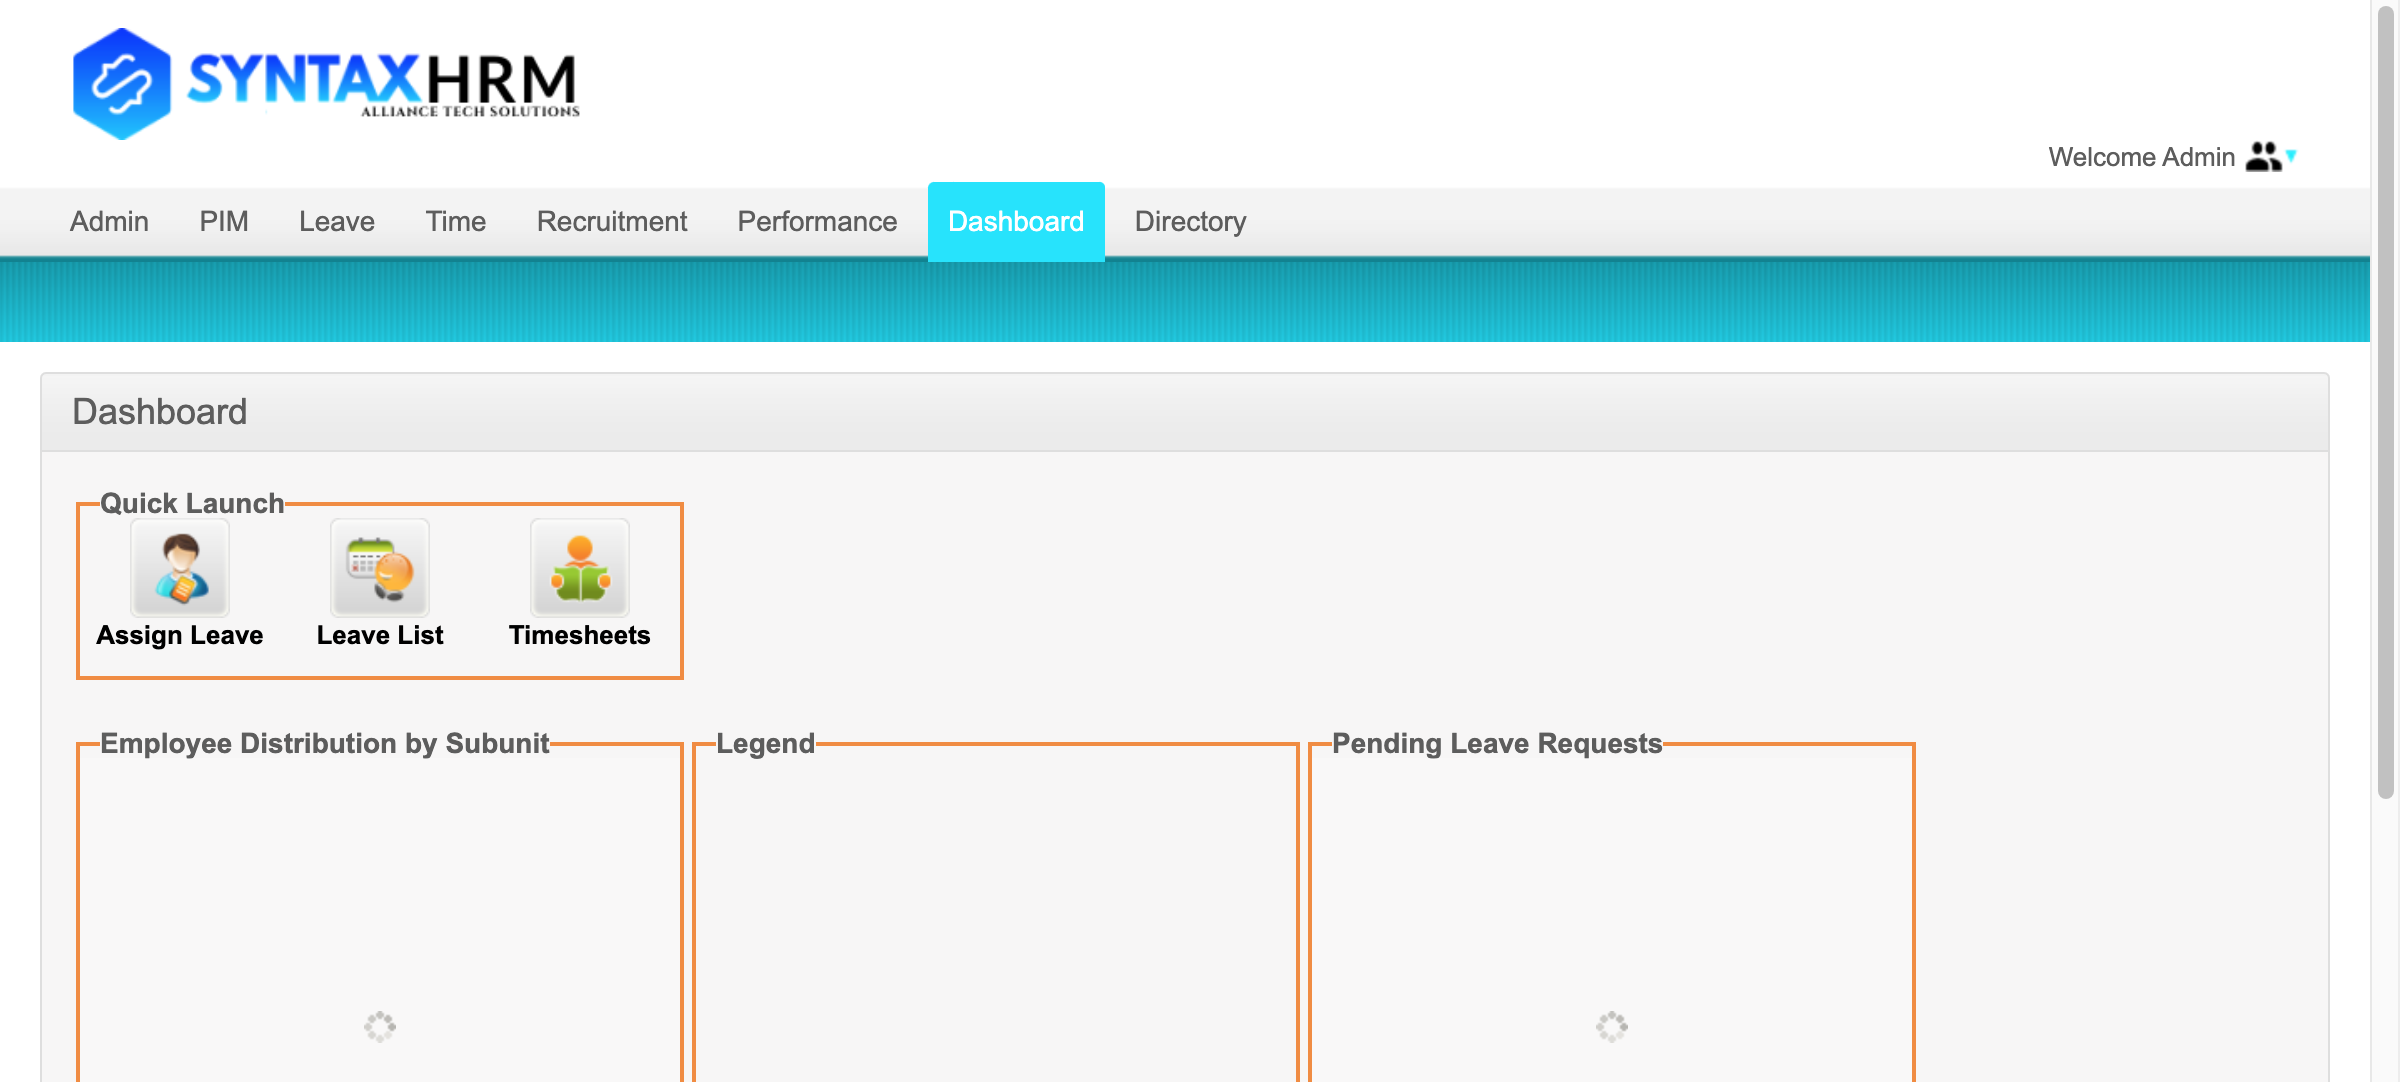 SYNTAXHRM
ALLIANCE TECH SOLUTIONS
Welcome Admin
Admin PIM Leave Time Recruitment Performance Dashboard Directory
Dashboard
Quick Launch
Assign Leave Leave List Timesheets
Employee Distribution by Subunit Legend Pending Leave Requests